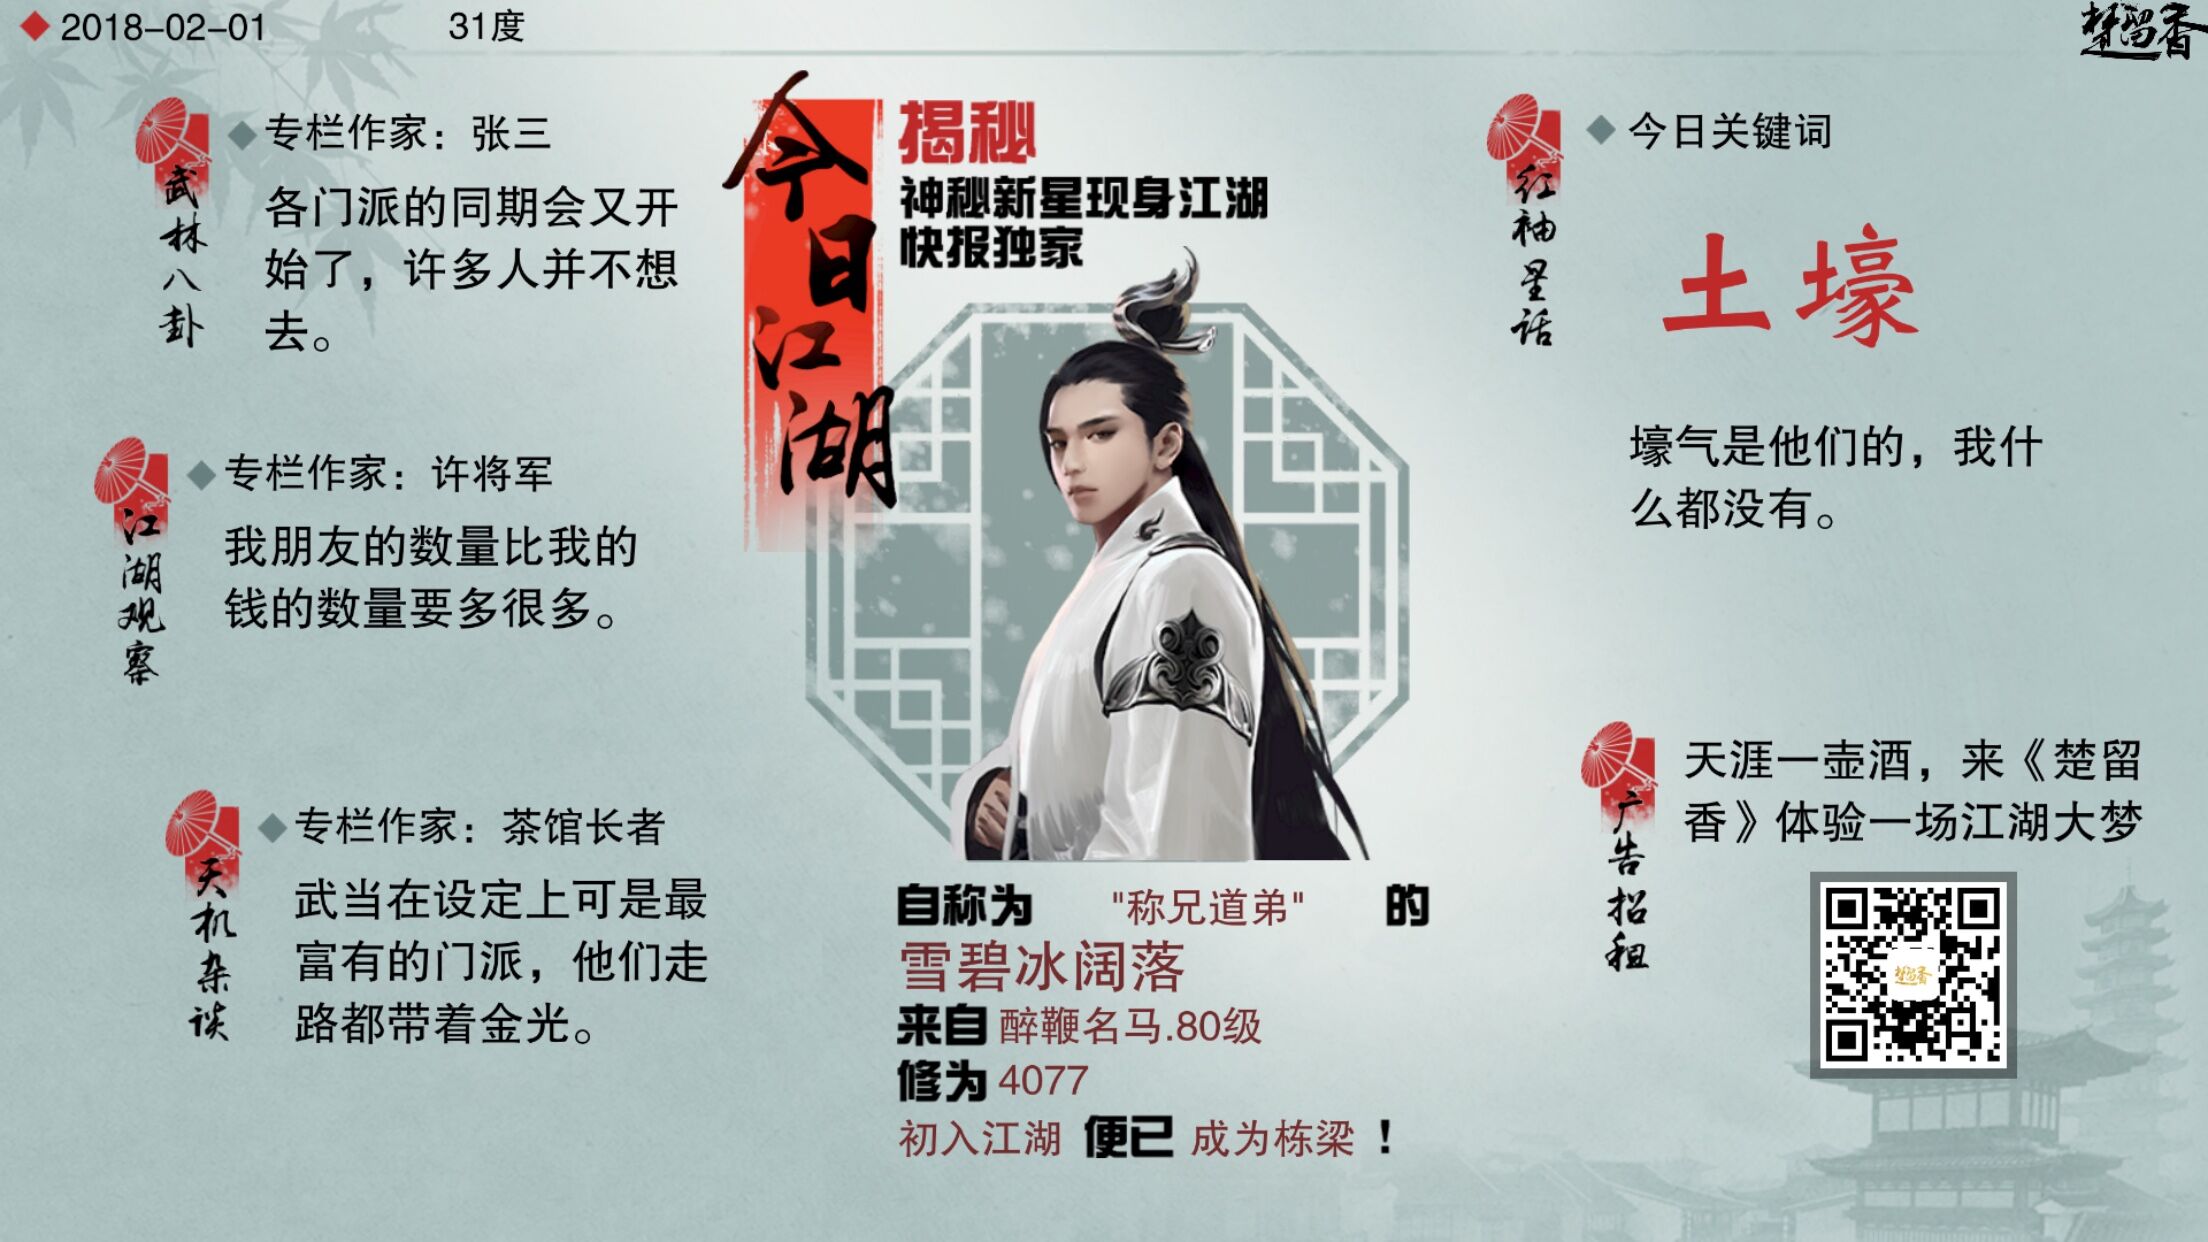 2018-02-01
31度
楚留香
武林八卦
专栏作家：张三
各门派的同期会又开
始了，许多人并不想
去。
江湖观察
专栏作家：许将军
我朋友的数量比我的
钱的数量要多很多。
天机杂谈
专栏作家：茶馆长者
武当在设定上可是最
富有的门派，他们走
路都带着金光。
今日江湖
揭秘
神秘新星现身江湖
快报独家
自称为 "称兄道弟" 的
雪碧冰阔落
来自 醉鞭名马.80级
修为 4077
初入江湖 便已 成为栋梁！
红袖星话
今日关键词
土壕
壕气是他们的，我什
么都没有。
广告招租
天涯一壶酒，来《楚留
香》体验一场江湖大梦
楚留香